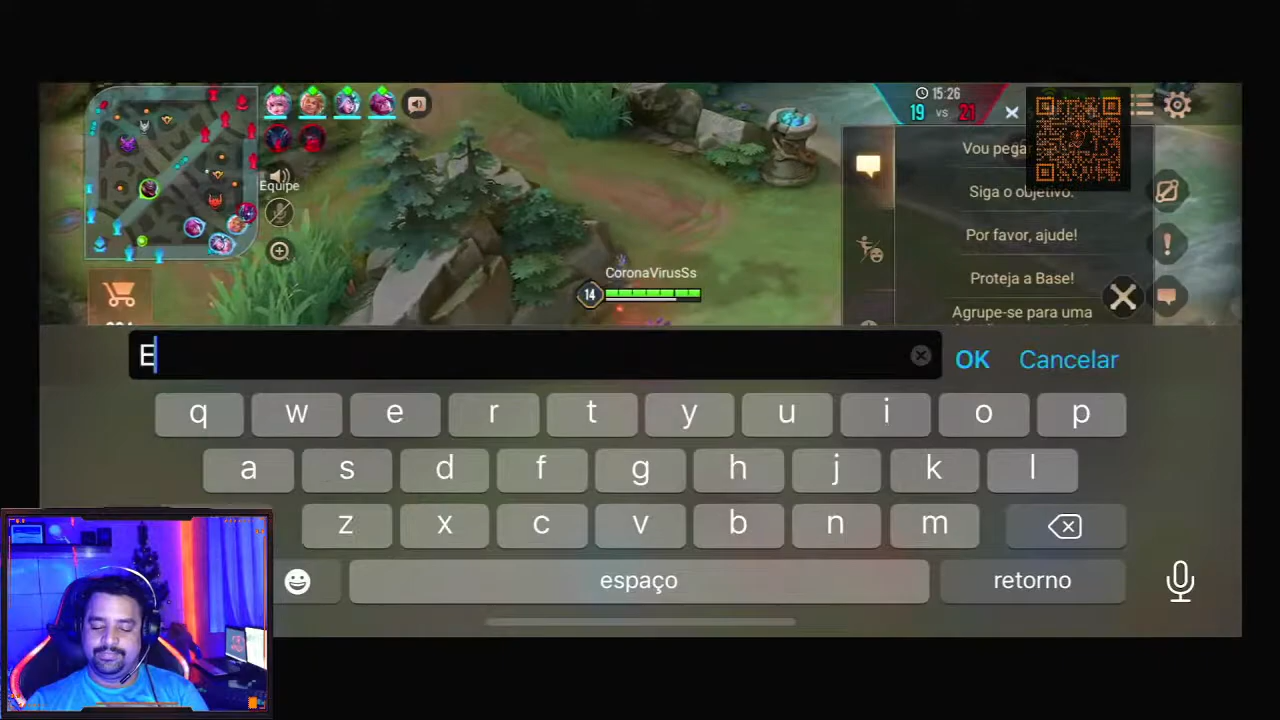 15:26
19 vs 21
Equipe
Vou pegar
Siga o objetivo.
Por favor, ajude!
Proteja a Base!
Agrupe-se para uma
CoronaVirusSs
14
E
OK Cancelar
q w e r t y u i o p
a s d f g h j k l
z x c v b n m
espaço retorno